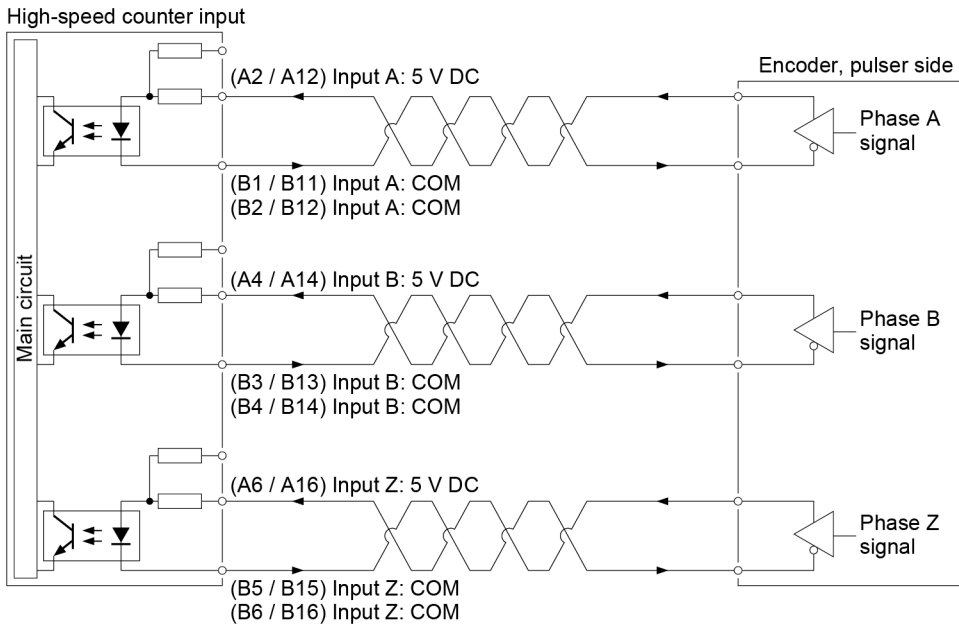 High-speed counter input
Encoder, pulser side
Main circuit
(A2 / A12) Input A: 5 V DC
Phase A
signal
(B1 / B11) Input A: COM
(B2 / B12) Input A: COM
(A4 / A14) Input B: 5 V DC
Phase B
signal
(B3 / B13) Input B: COM
(B4 / B14) Input B: COM
(A6 / A16) Input Z: 5 V DC
Phase Z
signal
(B5 / B15) Input Z: COM
(B6 / B16) Input Z: COM